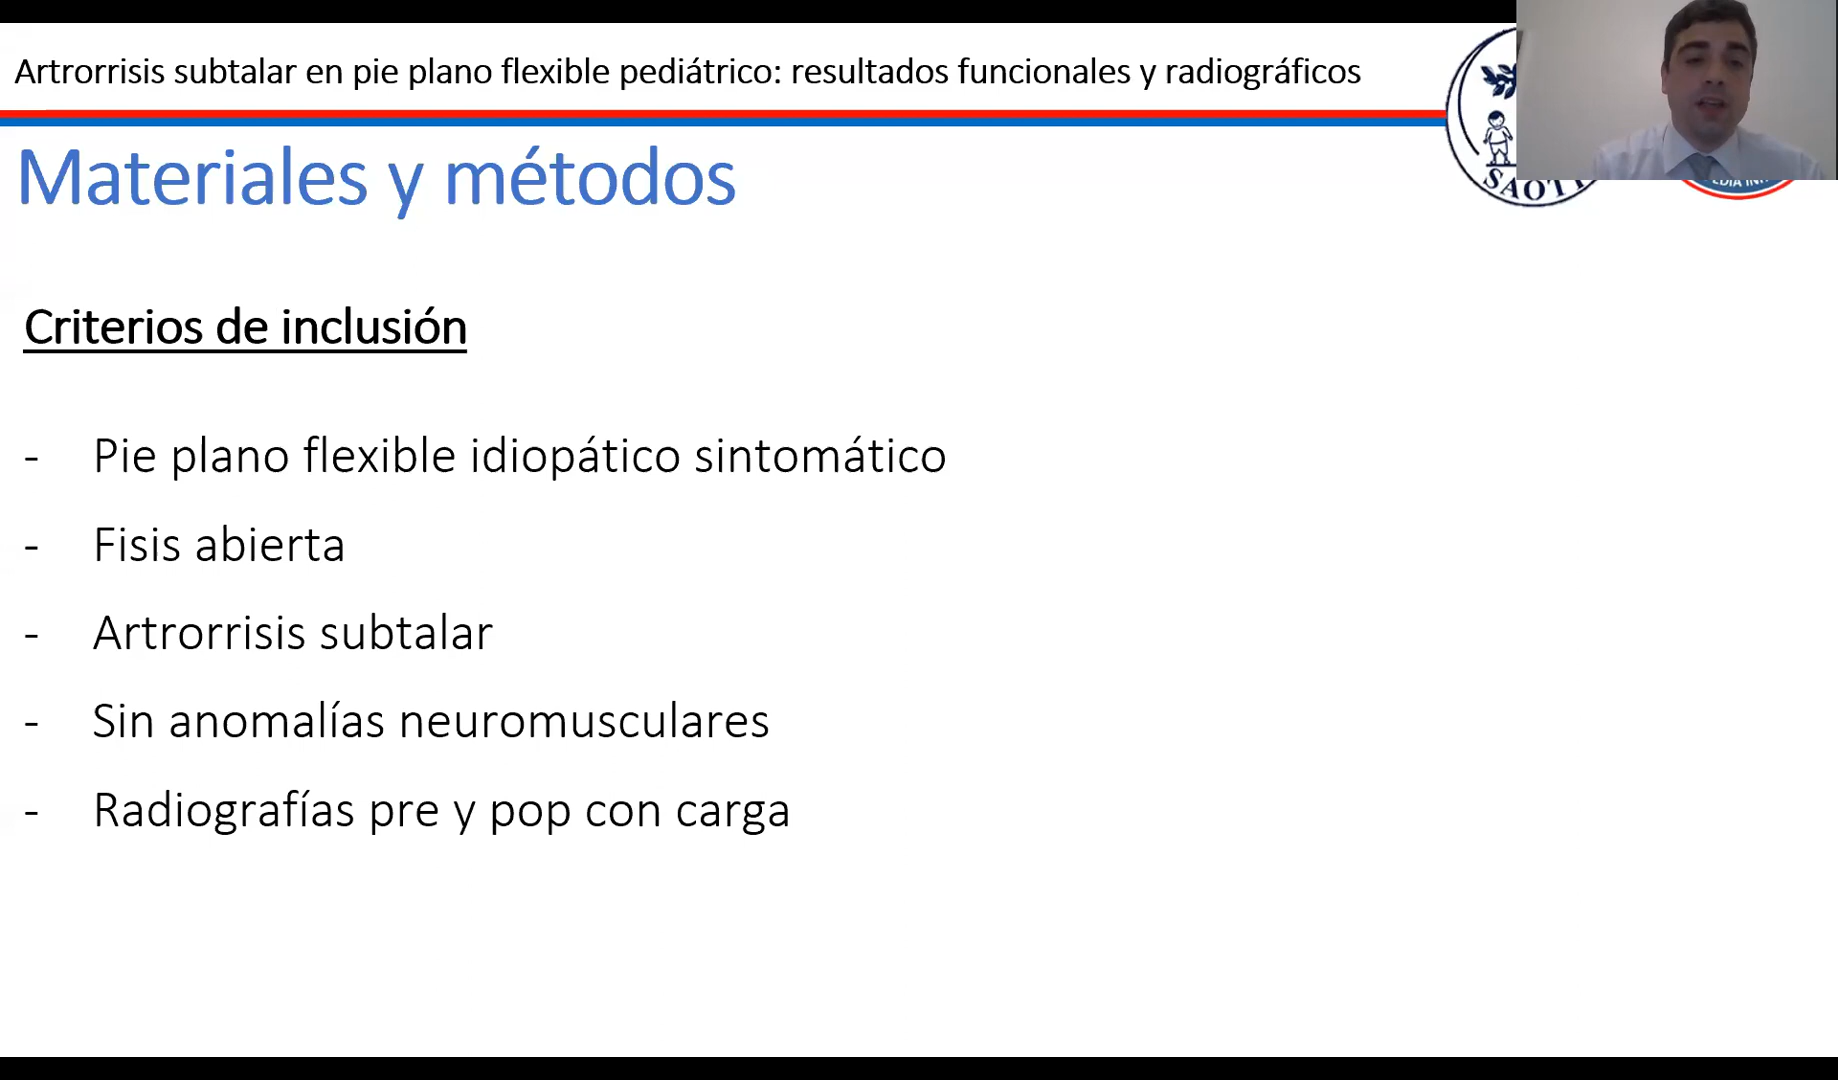 Artrorrisis subtalar en pie plano flexible pediátrico: resultados funcionales y radiográficos
Materiales y métodos
Criterios de inclusión
- Pie plano flexible idiopático sintomático
- Fisis abierta
- Artrorrisis subtalar
- Sin anomalías neuromusculares
- Radiografías pre y pop con carga